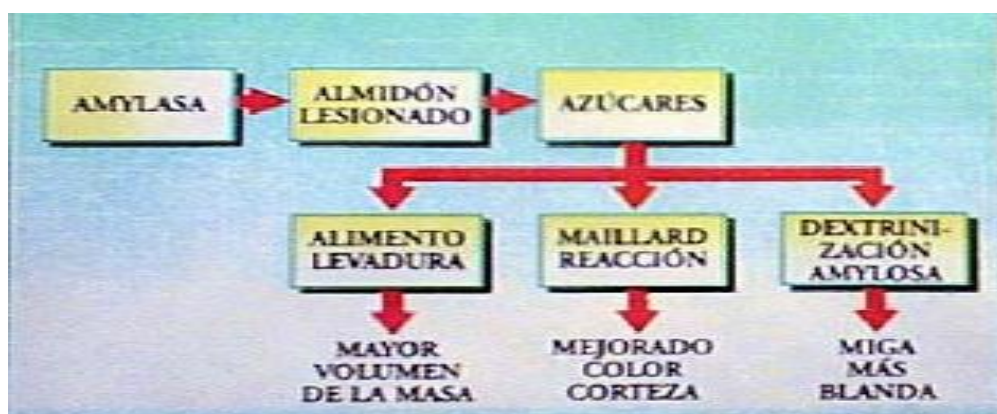 AMYLASA
ALMIDÓN
LESIONADO
AZÚCARES
ALIMENTO
LEVADURA
MAILLARD
REACCIÓN
DEXTRINI-
ZACIÓN
AMYLOSA
MAYOR
VOLUMEN
DE LA MASA
MEJORADO
COLOR
CORTEZA
MIGA
MÁS
BLANDA